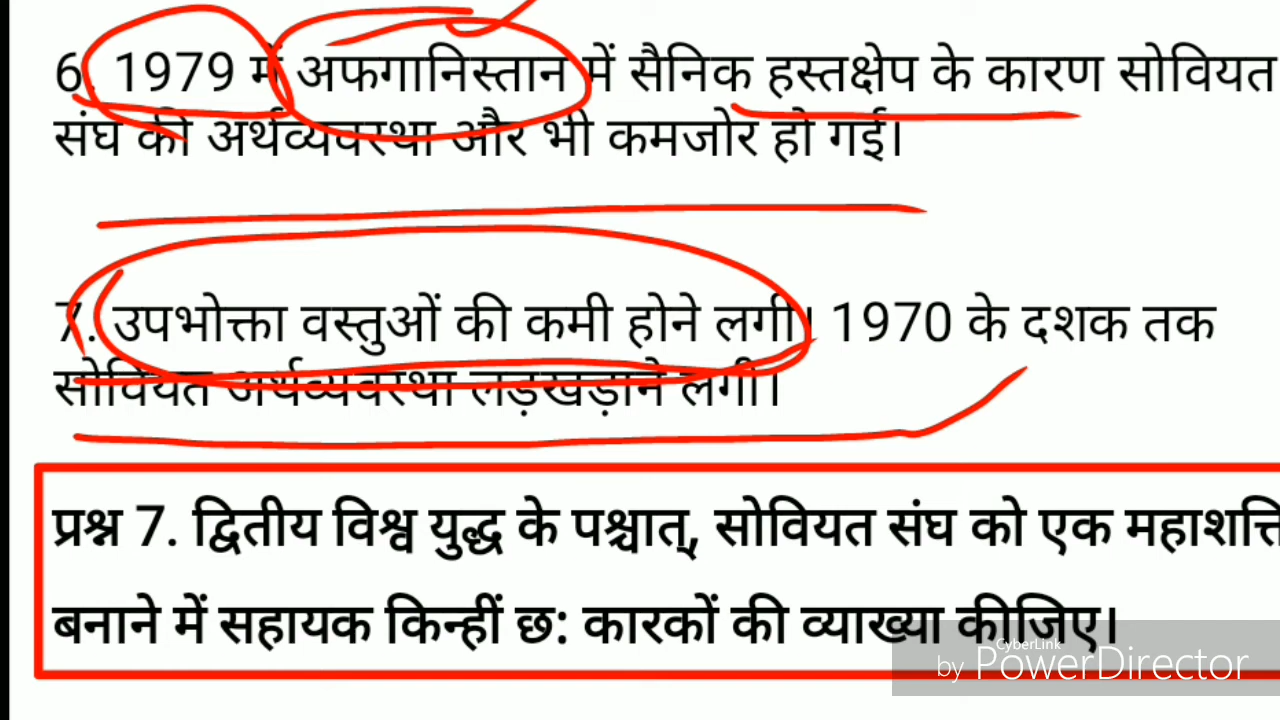 6. 1979 में अफगानिस्तान में सैनिक हस्तक्षेप के कारण सोवियत
संघ की अर्थव्यवस्था और भी कमजोर हो गई।
7. उपभोक्ता वस्तुओं की कमी होने लगी। 1970 के दशक तक
सोवियत अर्थव्यवस्था लड़खड़ाने लगी।
प्रश्न 7. द्वितीय विश्व युद्ध के पश्चात्, सोवियत संघ को एक महाशक्ति
बनाने में सहायक किन्हीं छ: कारकों की व्याख्या कीजिए।
CyberLink
by PowerDirector